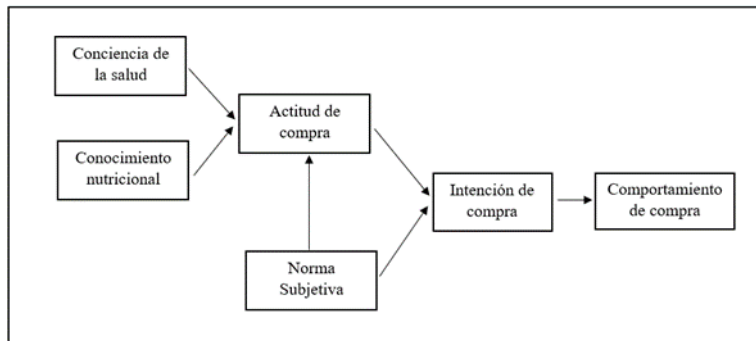 Conciencia de
la salud
Actitud de
compra
Conocimiento
nutricional
Intención de
compra
Comportamiento
de compra
Norma
Subjetiva